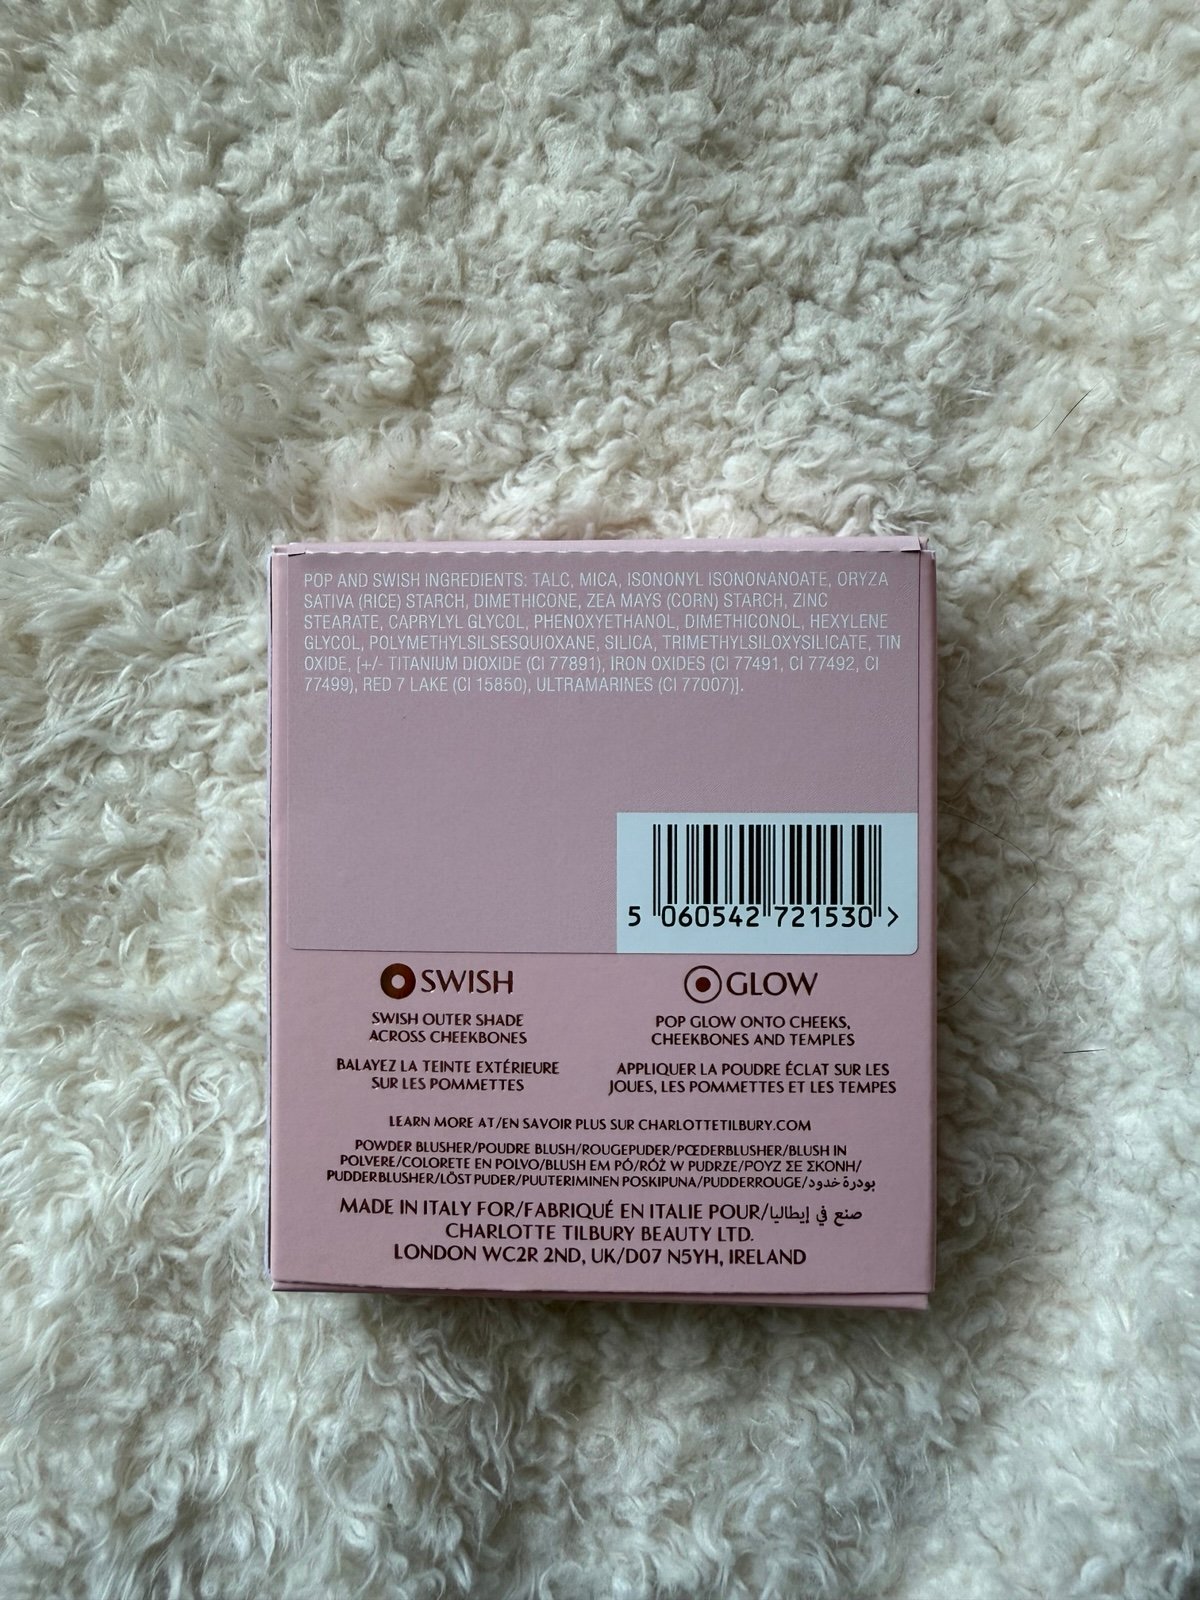 POP AND SWISH INGREDIENTS: TALC, MICA, ISONONYL ISONONANOATE, ORYZA
SATIVA (RICE) STARCH, DIMETHICONE, ZEA MAYS (CORN) STARCH, ZINC
STEARATE, CAPRYLYL GLYCOL, PHENOXYETHANOL, DIMETHICONOL, HEXYLENE
GLYCOL, POLYMETHYLSILSESQUIOXANE, SILICA, TRIMETHYLSILOXYSILICATE, TIN
OXIDE, [+/- TITANIUM DIOXIDE (CI 77891), IRON OXIDES (CI 77491, CI 77492, CI
77499), RED 7 LAKE (CI 15850), ULTRAMARINES (CI 77007)].
5 060542 721530 >
SWISH
SWISH OUTER SHADE
ACROSS CHEEKBONES
BALAYEZ LA TEINTE EXTÉRIEURE
SUR LES POMMETTES
GLOW
POP GLOW ONTO CHEEKS,
CHEEKBONES AND TEMPLES
APPLIQUER LA POUDRE ÉCLAT SUR LES
JOUES, LES POMMETTES ET LES TEMPES
LEARN MORE AT/EN SAVOIR PLUS SUR CHARLOTTETILBURY.COM
POWDER BLUSHER/POUDRE BLUSH/ROUGEPUDER/POEDERBLUSHER/BLUSH IN
POLVERE/COLORETE EN POLVO/BLUSH EM PÓ/RÓŻ W PUDRZE/ΡΟΥΖ ΣΕ ΣΚΟΝΗ/
PUDDERBLUSHER/LÖST PUDER/PUUTERIMINEN POSKIPUNA/PUDDERROUGE/بودرة خدود
MADE IN ITALY FOR/FABRIQUÉ EN ITALIE POUR/صنع في إيطاليا
CHARLOTTE TILBURY BEAUTY LTD.
LONDON WC2R 2ND, UK/D07 N5YH, IRELAND